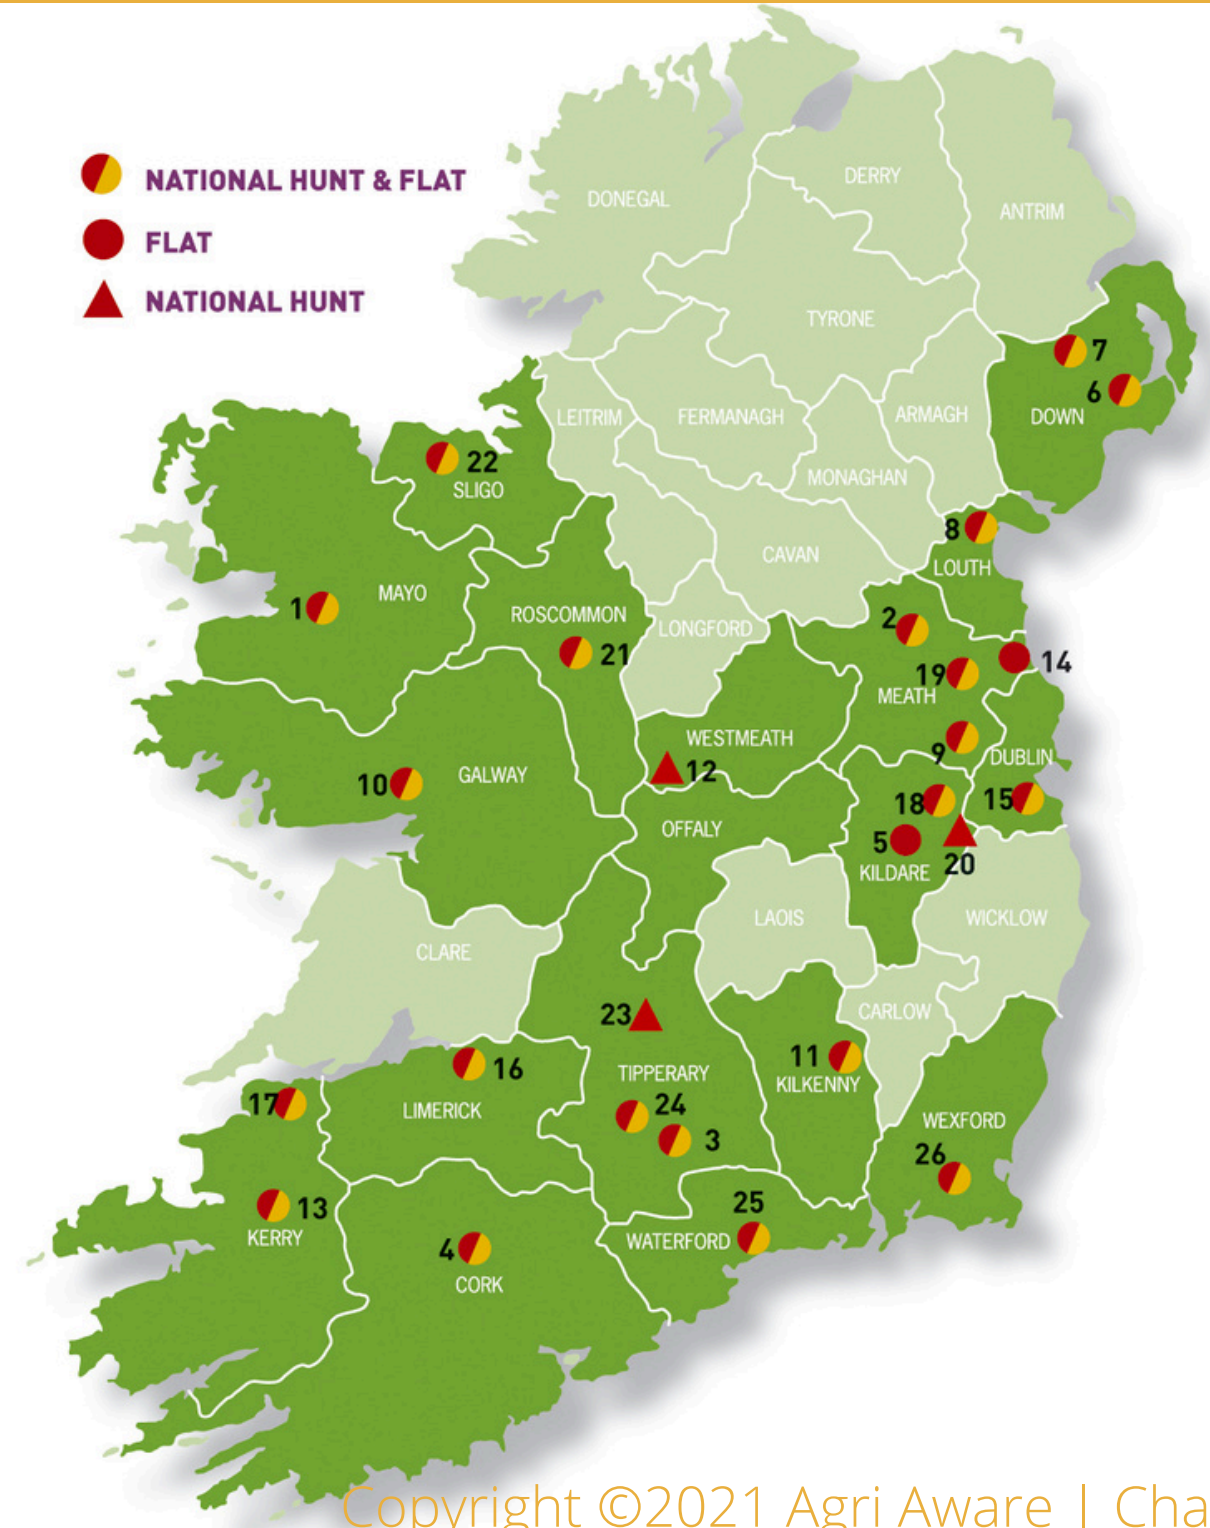 NATIONAL HUNT & FLAT
FLAT
NATIONAL HUNT
DONEGAL
DERRY
ANTRIM
TYRONE
7
6
DOWN
LEITRIM
FERMANAGH
ARMAGH
22
SLIGO
MONAGHAN
8
LOUTH
CAVAN
MAYO
1
ROSCOMMON
LONGFORD
2
21
14
19
MEATH
WESTMEATH
9
DUBLIN
12
GALWAY
10
18
15
OFFALY
5
KILDARE
20
LAOIS
WICKLOW
CLARE
CARLOW
23
11
KILKENNY
16
TIPPERARY
17
LIMERICK
24
3
WEXFORD
26
13
KERRY
25
WATERFORD
4
CORK
Copyright ©2021 Agri Aware | Cha